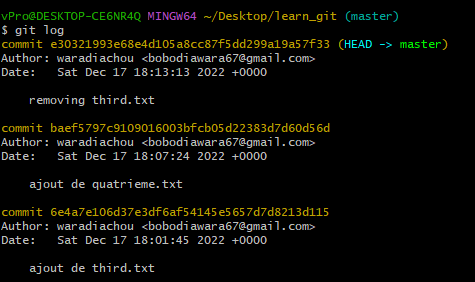 vPro@DESKTOP-CE6NR4Q MINGW64 ~/Desktop/learn_git (master)
$ git log
commit e30321993e68e4d105a8cc87f5dd299a19a57f33 (HEAD -> master)
Author: waradiachou <bobodiawara67@gmail.com>
Date:   Sat Dec 17 18:13:13 2022 +0000
removing third.txt
commit baef5797c9109016003bfcb05d22383d7d60d56d
Author: waradiachou <bobodiawara67@gmail.com>
Date:   Sat Dec 17 18:07:24 2022 +0000
ajout de quatrieme.txt
commit 6e4a7e106d37e3df6af54145e5657d7d8213d115
Author: waradiachou <bobodiawara67@gmail.com>
Date:   Sat Dec 17 18:01:45 2022 +0000
ajout de third.txt